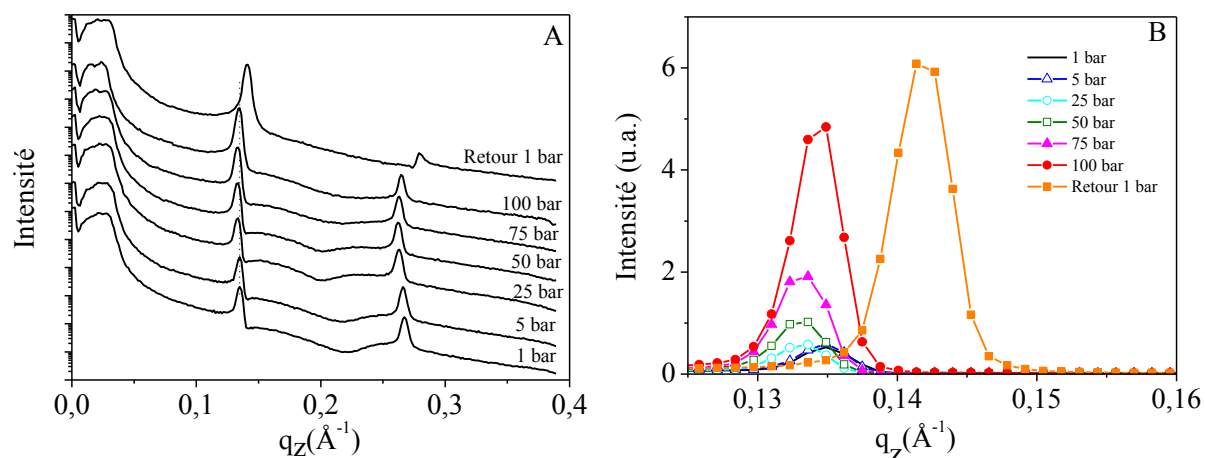 A
Intensité
Retour 1 bar
100 bar
75 bar
50 bar
25 bar
5 bar
1 bar
0,0 0,1 0,2 0,3 0,4
qZ(Å-1)
B
Intensité (u.a.)
6
4
2
0
1 bar
5 bar
25 bar
50 bar
75 bar
100 bar
Retour 1 bar
0,13 0,14 0,15 0,16
qz(Å-1)